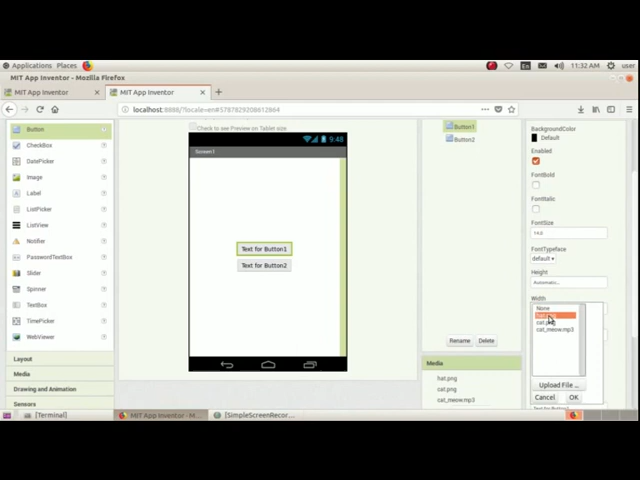 Applications Places
En
11:32 AM
user
MIT App Inventor - Mozilla Firefox
MIT App Inventor
MIT App Inventor
Button
CheckBox
DatePicker
Image
Label
ListPicker
ListView
Notifier
PasswordTextBox
Slider
Spinner
TextBox
TimePicker
WebViewer
Layout
Media
Drawing and Animation
Sensors
Check to see Preview on Tablet size
9:48
Screen1
Text for Button1
Text for Button2
Button1
Button2
Rename
Delete
Media
hat.png
cat.png
cat_meow.mp3
BackgroundColor
Default
Enabled
FontBold
FontItalic
FontSize
14.0
FontTypeface
default
Height
Automatic...
Width
None
cat_meow.mp3
Upload File ...
Cancel
OK
[Terminal]
MIT App Inventor - M...
[SimpleScreenRecor...